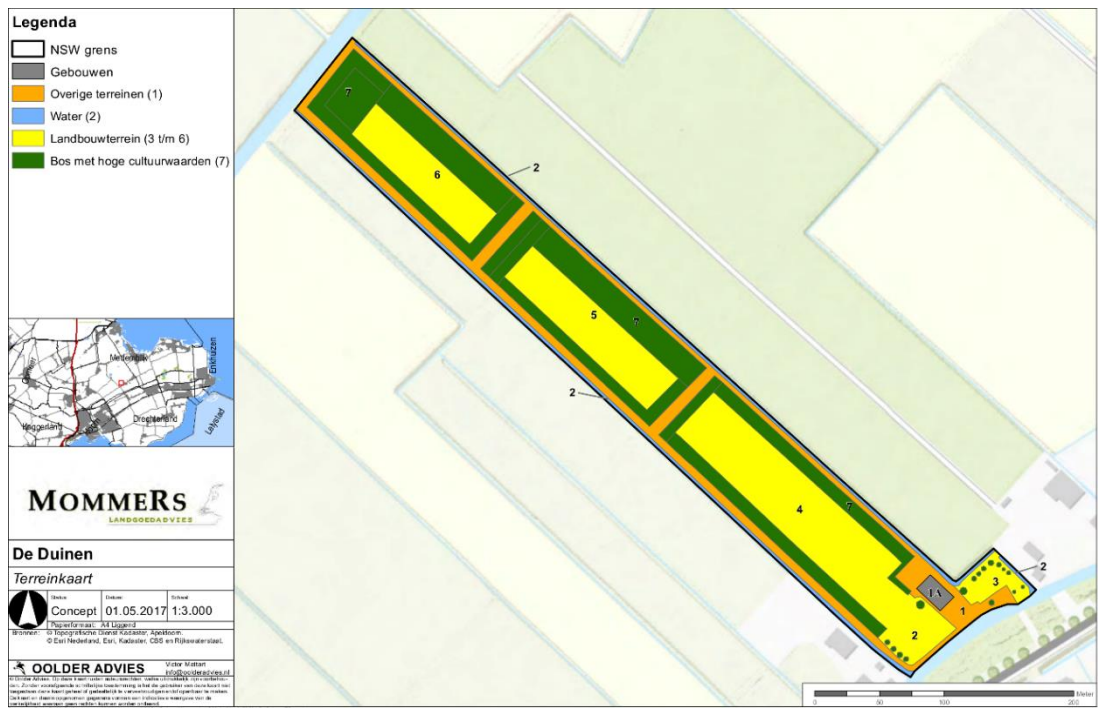 Legenda
NSW grens
Gebouwen
Overige terreinen (1)
Water (2)
Landbouwterrein (3 t/m 6)
Bos met hoge cultuurwaarden (7)
Medemblik
Enkhuizen
Drechterland
Lelystad
MOMMERS
LANDGOEDADVIES
De Duinen
Terreinkaart
Status Datum: Schaal
Concept 01.05.2017 1:3.000
Papierformaat: A4 Liggend
Bronnen: © Topografische Dienst Kadaster, Apeldoorn.
© Esri Nederland, Esri, Kadaster, CBS en Rijkswaterstaat.
OOLDER ADVIES
Victor Mattart
info@oolderadvies.nl
7
6
2
5
7
2
4
7
1A
3
2
1
2
0 50 100 200
Meter